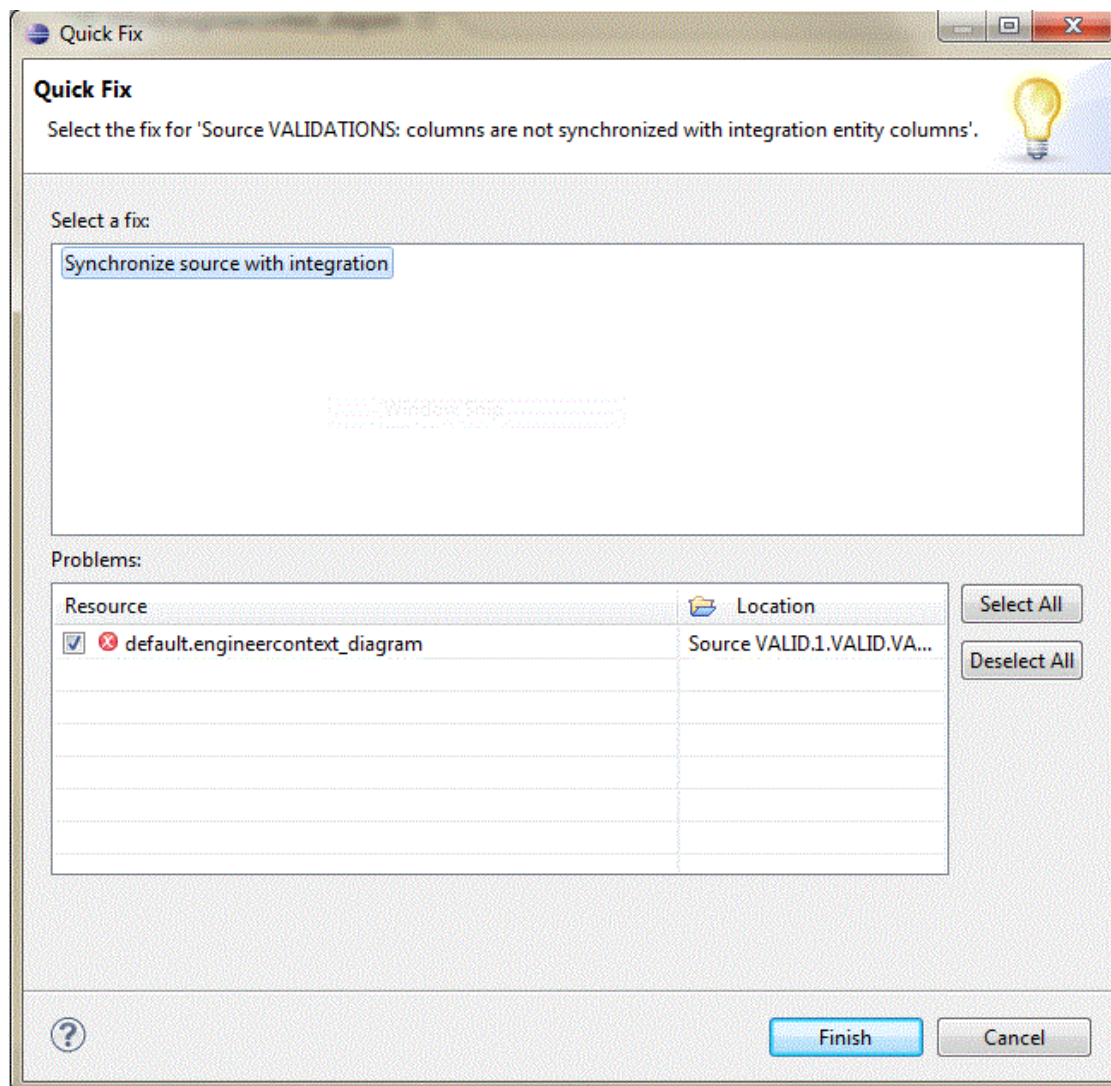 Quick Fix
Quick Fix
Select the fix for 'Source VALIDATIONS: columns are not synchronized with integration entity columns'.
Select a fix:
Synchronize source with integration
Window Snip
Problems:
Resource Location
default.engineercontext_diagram Source VALID.1.VALID.VA...
Select All
Deselect All
Finish Cancel